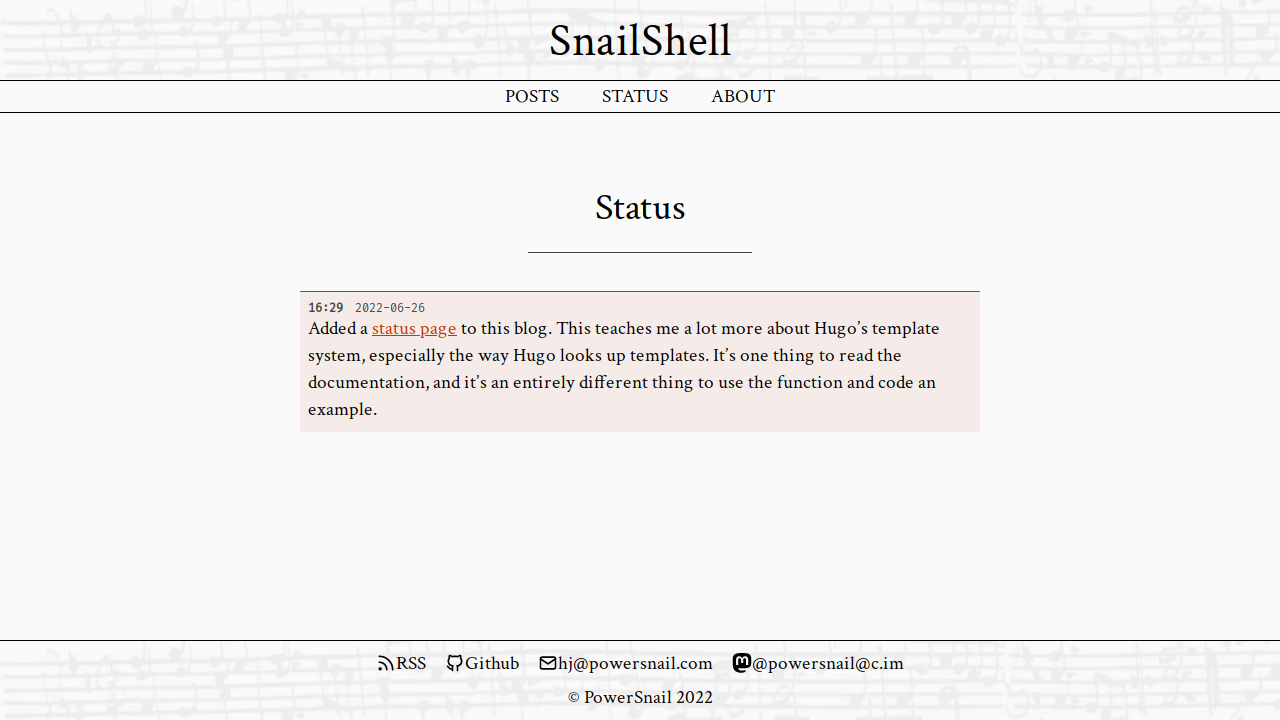 SnailShell
POSTS STATUS ABOUT
Status
16:29 2022-06-26
Added a status page to this blog. This teaches me a lot more about Hugo’s template
system, especially the way Hugo looks up templates. It’s one thing to read the
documentation, and it’s an entirely different thing to use the function and code an
example.
RSS Github hj@powersnail.com @powersnail@c.im
© PowerSnail 2022